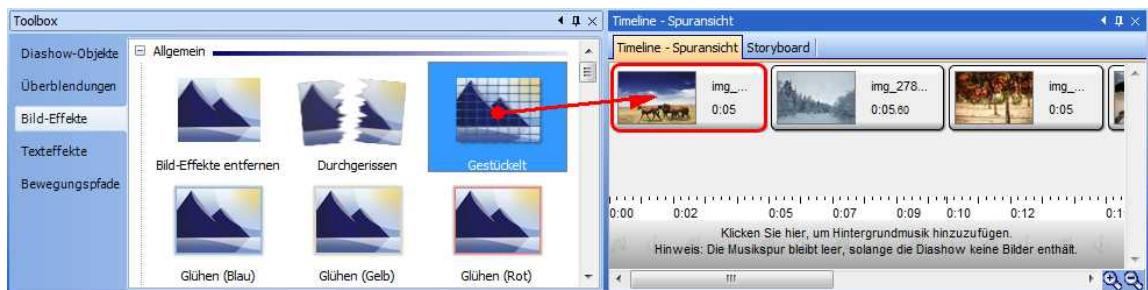 Toolbox
Diashow-Objekte
Überblendungen
Bild-Effekte
Texteffekte
Bewegungspfade
Allgemein
Bild-Effekte entfernen
Durchgerissen
Gestückelt
Glühen (Blau)
Glühen (Gelb)
Glühen (Rot)
Timeline - Spuransicht
Timeline - Spuransicht Storyboard
img_...
0:05
img_278...
0:05.60
img_...
0:05
0:00 0:02 0:05 0:07 0:09 0:10 0:12 0:1
Klicken Sie hier, um Hintergrundmusik hinzuzufügen.
Hinweis: Die Musikspur bleibt leer, solange die Diashow keine Bilder enthält.